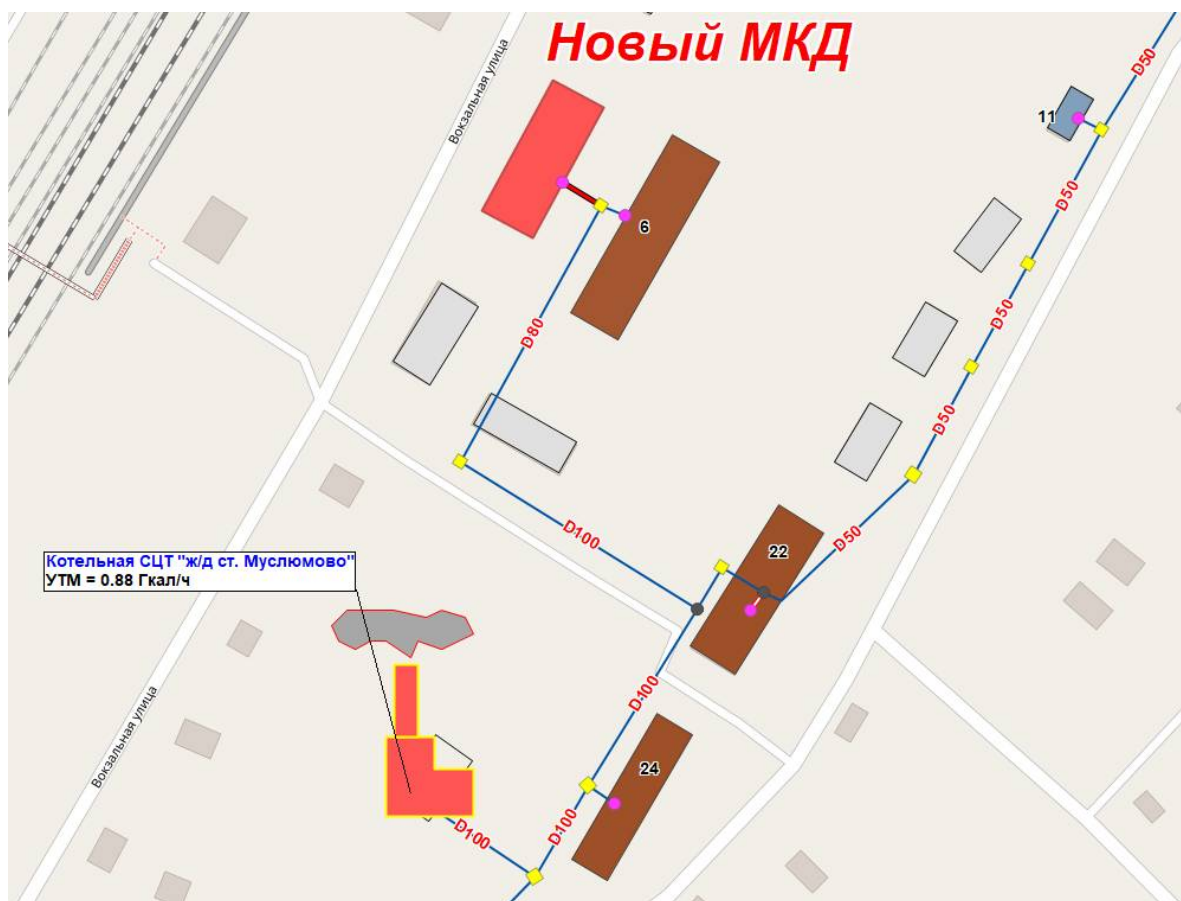 Новый МКД
Вокзальная улица
D50
11
D50
6
D80
D50
D50
22
D100
D50
Котельная СЦТ "ж/д ст. Муслюмово"
УТМ = 0.88 Гкал/ч
D100
Вокзальная улица
24
D100
D100